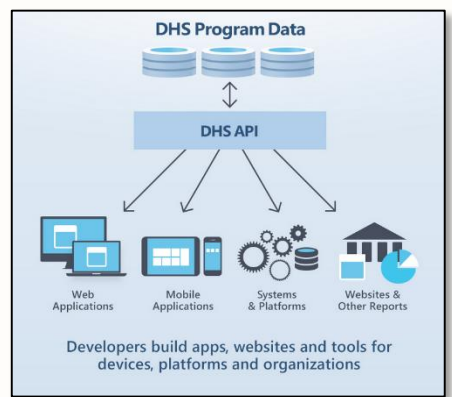 DHS Program Data
DHS API
Web
Applications
Mobile
Applications
Systems
& Platforms
Websites &
Other Reports
Developers build apps, websites and tools for
devices, platforms and organizations